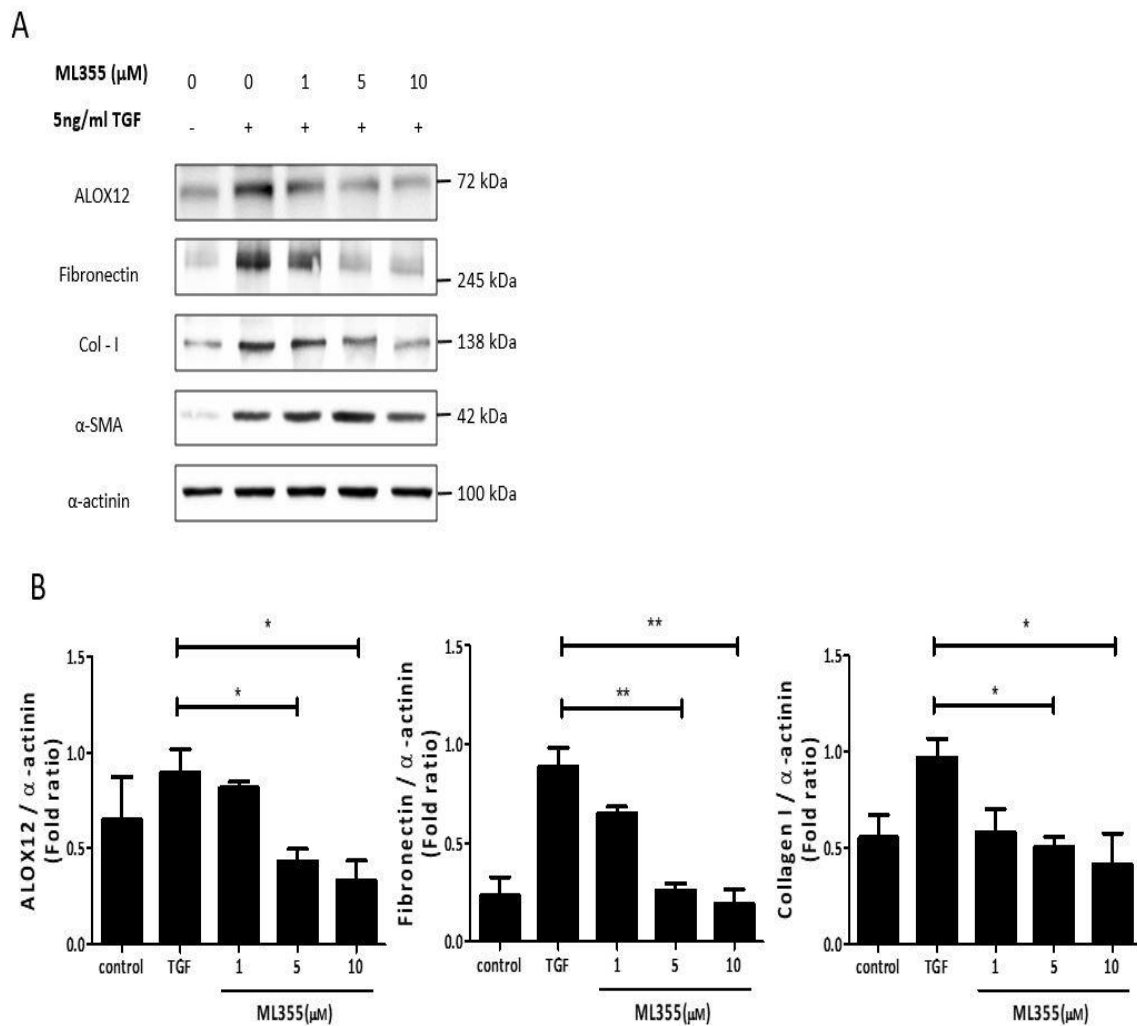 A
ML355 (μM) 0 0 1 5 10
5ng/ml TGF - + + + +
ALOX12 72 kDa
Fibronectin 245 kDa
Col - I 138 kDa
α-SMA 42 kDa
α-actinin 100 kDa
B
* ** *
* ** *
ALOX12 / α -actinin
(Fold ratio)
1.5
1.0
0.5
0.0
control TGF 1 5 10
ML355(μM)
Fibronectin / α -actinin
(Fold ratio)
1.5
1.0
0.5
0.0
control TGF 1 5 10
ML355(μM)
Collagen I / α -actinin
(Fold ratio)
1.5
1.0
0.5
0.0
control TGF 1 5 10
ML355(μM)